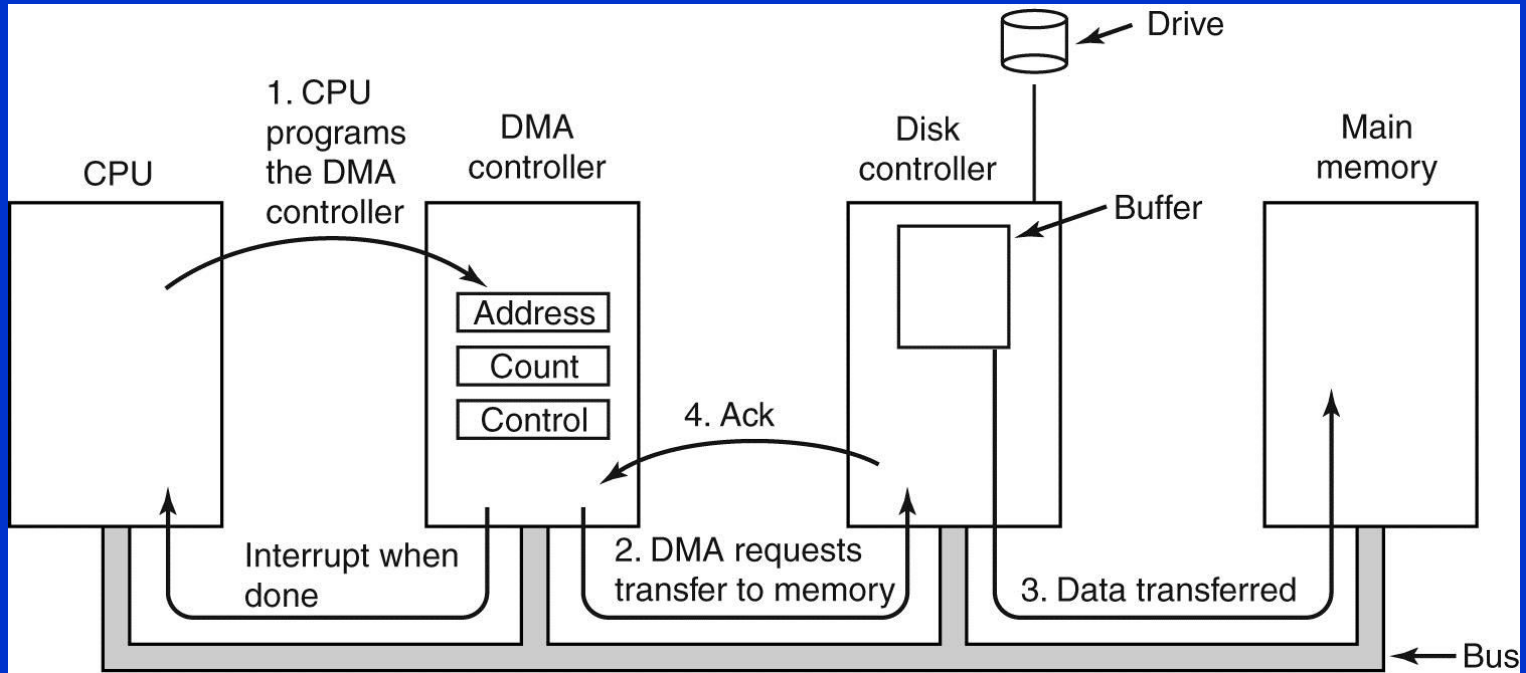 Drive
1. CPU
programs
the DMA
controller
CPU
DMA
controller
Disk
controller
Main
memory
Buffer
Address
Count
Control
4. Ack
Interrupt when
done
2. DMA requests
transfer to memory
3. Data transferred
Bus